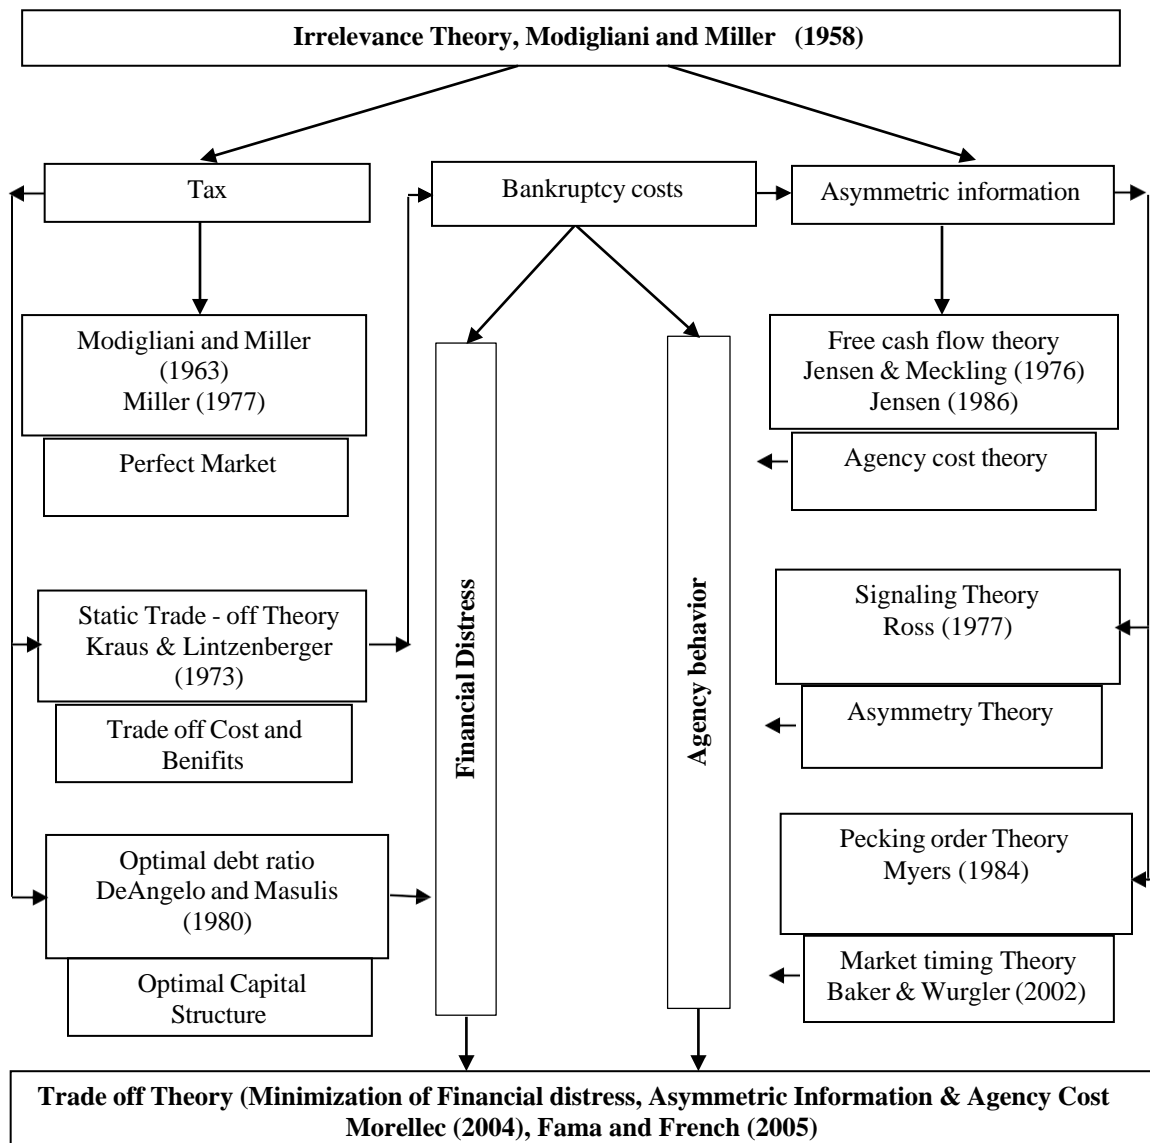 Irrelevance Theory, Modigliani and Miller (1958)
Tax
Bankruptcy costs
Asymmetric information
Modigliani and Miller
(1963)
Miller (1977)
Perfect Market
Free cash flow theory
Jensen & Meckling (1976)
Jensen (1986)
Agency cost theory
Static Trade - off Theory
Kraus & Lintzenberger
(1973)
Trade off Cost and
Benifits
Financial Distress
Agency behavior
Signaling Theory
Ross (1977)
Asymmetry Theory
Optimal debt ratio
DeAngelo and Masulis
(1980)
Optimal Capital
Structure
Pecking order Theory
Myers (1984)
Market timing Theory
Baker & Wurgler (2002)
Trade off Theory (Minimization of Financial distress, Asymmetric Information & Agency Cost
Morellec (2004), Fama and French (2005)